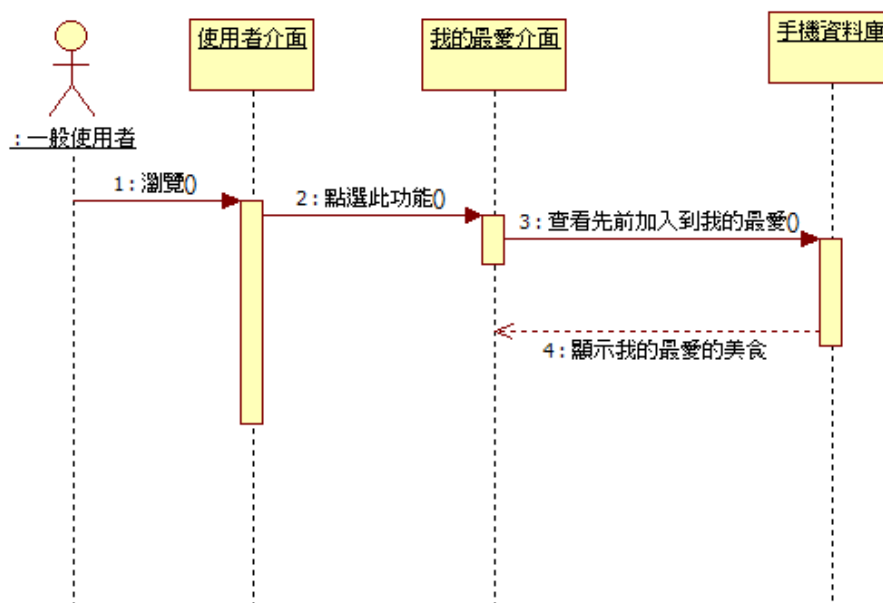 使用者介面
我的最愛介面
手機資料庫
:一般使用者
1:瀏覽()
2:點選此功能()
3:查看先前加入到我的最愛()
4:顯示我的最愛的美食